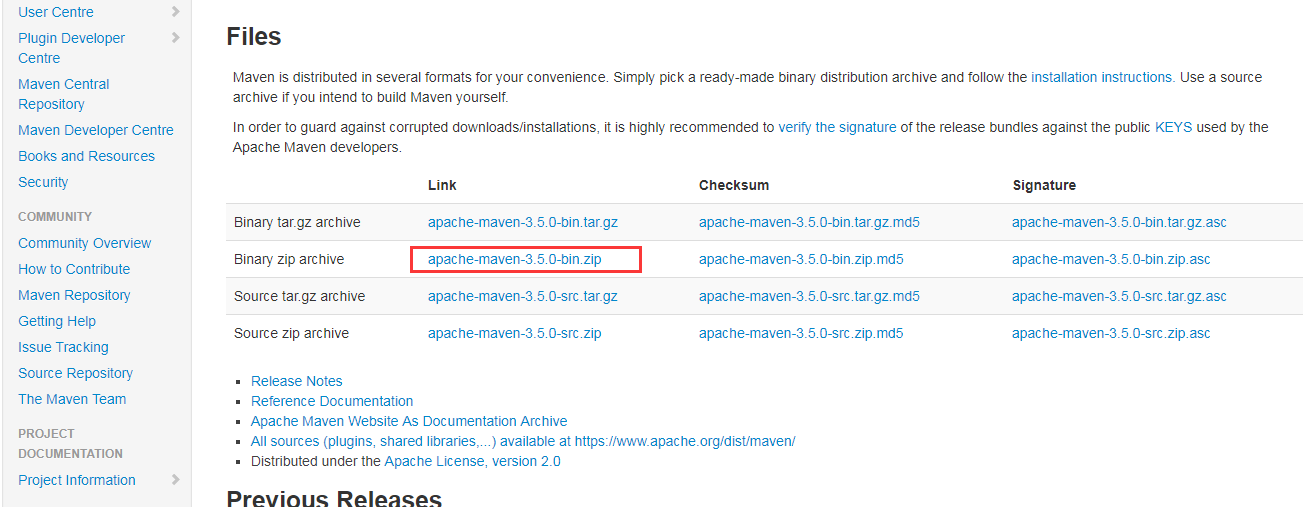 User Centre
Plugin Developer
Centre
Maven Central
Repository
Maven Developer Centre
Books and Resources
Security
COMMUNITY
Community Overview
How to Contribute
Maven Repository
Getting Help
Issue Tracking
Source Repository
The Maven Team
PROJECT
DOCUMENTATION
Project Information
Files
Maven is distributed in several formats for your convenience. Simply pick a ready-made binary distribution archive and follow the installation instructions. Use a source
archive if you intend to build Maven yourself.
In order to guard against corrupted downloads/installations, it is highly recommended to verify the signature of the release bundles against the public KEYS used by the
Apache Maven developers.
Link Checksum Signature
Binary tar.gz archive apache-maven-3.5.0-bin.tar.gz apache-maven-3.5.0-bin.tar.gz.md5 apache-maven-3.5.0-bin.tar.gz.asc
Binary zip archive apache-maven-3.5.0-bin.zip apache-maven-3.5.0-bin.zip.md5 apache-maven-3.5.0-bin.zip.asc
Source tar.gz archive apache-maven-3.5.0-src.tar.gz apache-maven-3.5.0-src.tar.gz.md5 apache-maven-3.5.0-src.tar.gz.asc
Source zip archive apache-maven-3.5.0-src.zip apache-maven-3.5.0-src.zip.md5 apache-maven-3.5.0-src.zip.asc
Release Notes
Reference Documentation
Apache Maven Website As Documentation Archive
All sources (plugins, shared libraries,...) available at https://www.apache.org/dist/maven/
Distributed under the Apache License, version 2.0
Previous Releases